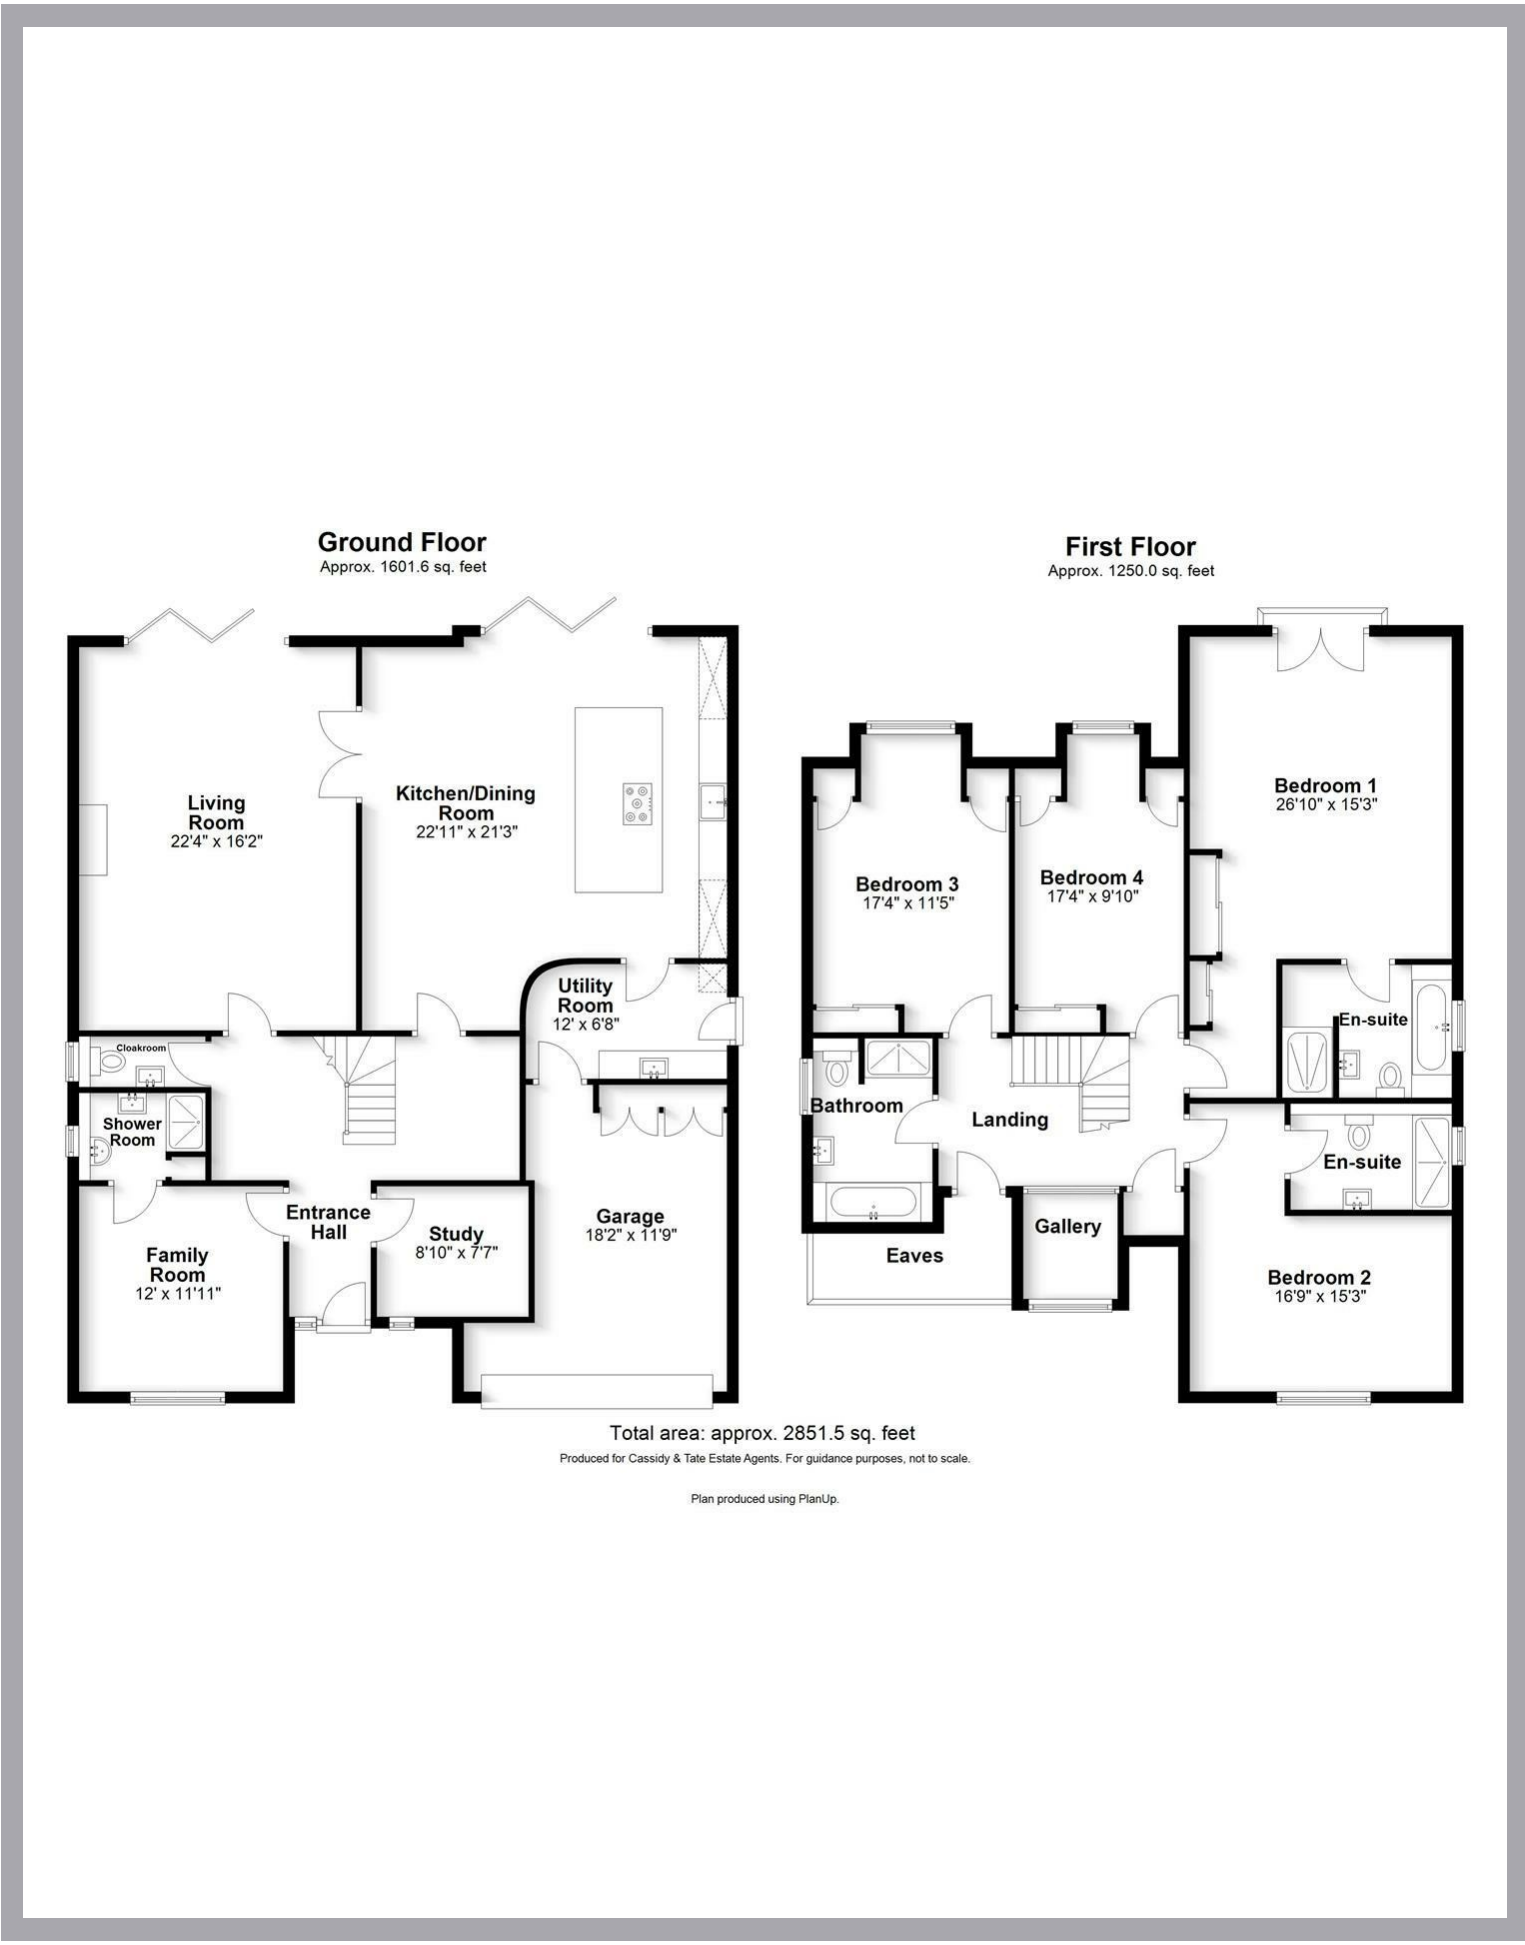 Ground Floor
Approx. 1601.6 sq. feet
Living
Room
22'4" x 16'2"
Kitchen/Dining
Room
22'11" x 21'3"
Utility
Room
12' x 6'8"
Cloakroom
Shower
Room
Entrance
Hall
Study
8'10" x 7'7"
Garage
18'2" x 11'9"
Family
Room
12' x 11'11"
First Floor
Approx. 1250.0 sq. feet
Bedroom 1
26'10" x 15'3"
Bedroom 3
17'4" x 11'5"
Bedroom 4
17'4" x 9'10"
En-suite
Bathroom
Landing
En-suite
Gallery
Eaves
Bedroom 2
16'9" x 15'3"
Total area: approx. 2851.5 sq. feet
Produced for Cassidy & Tate Estate Agents. For guidance purposes, not to scale.
Plan produced using PlanUp.